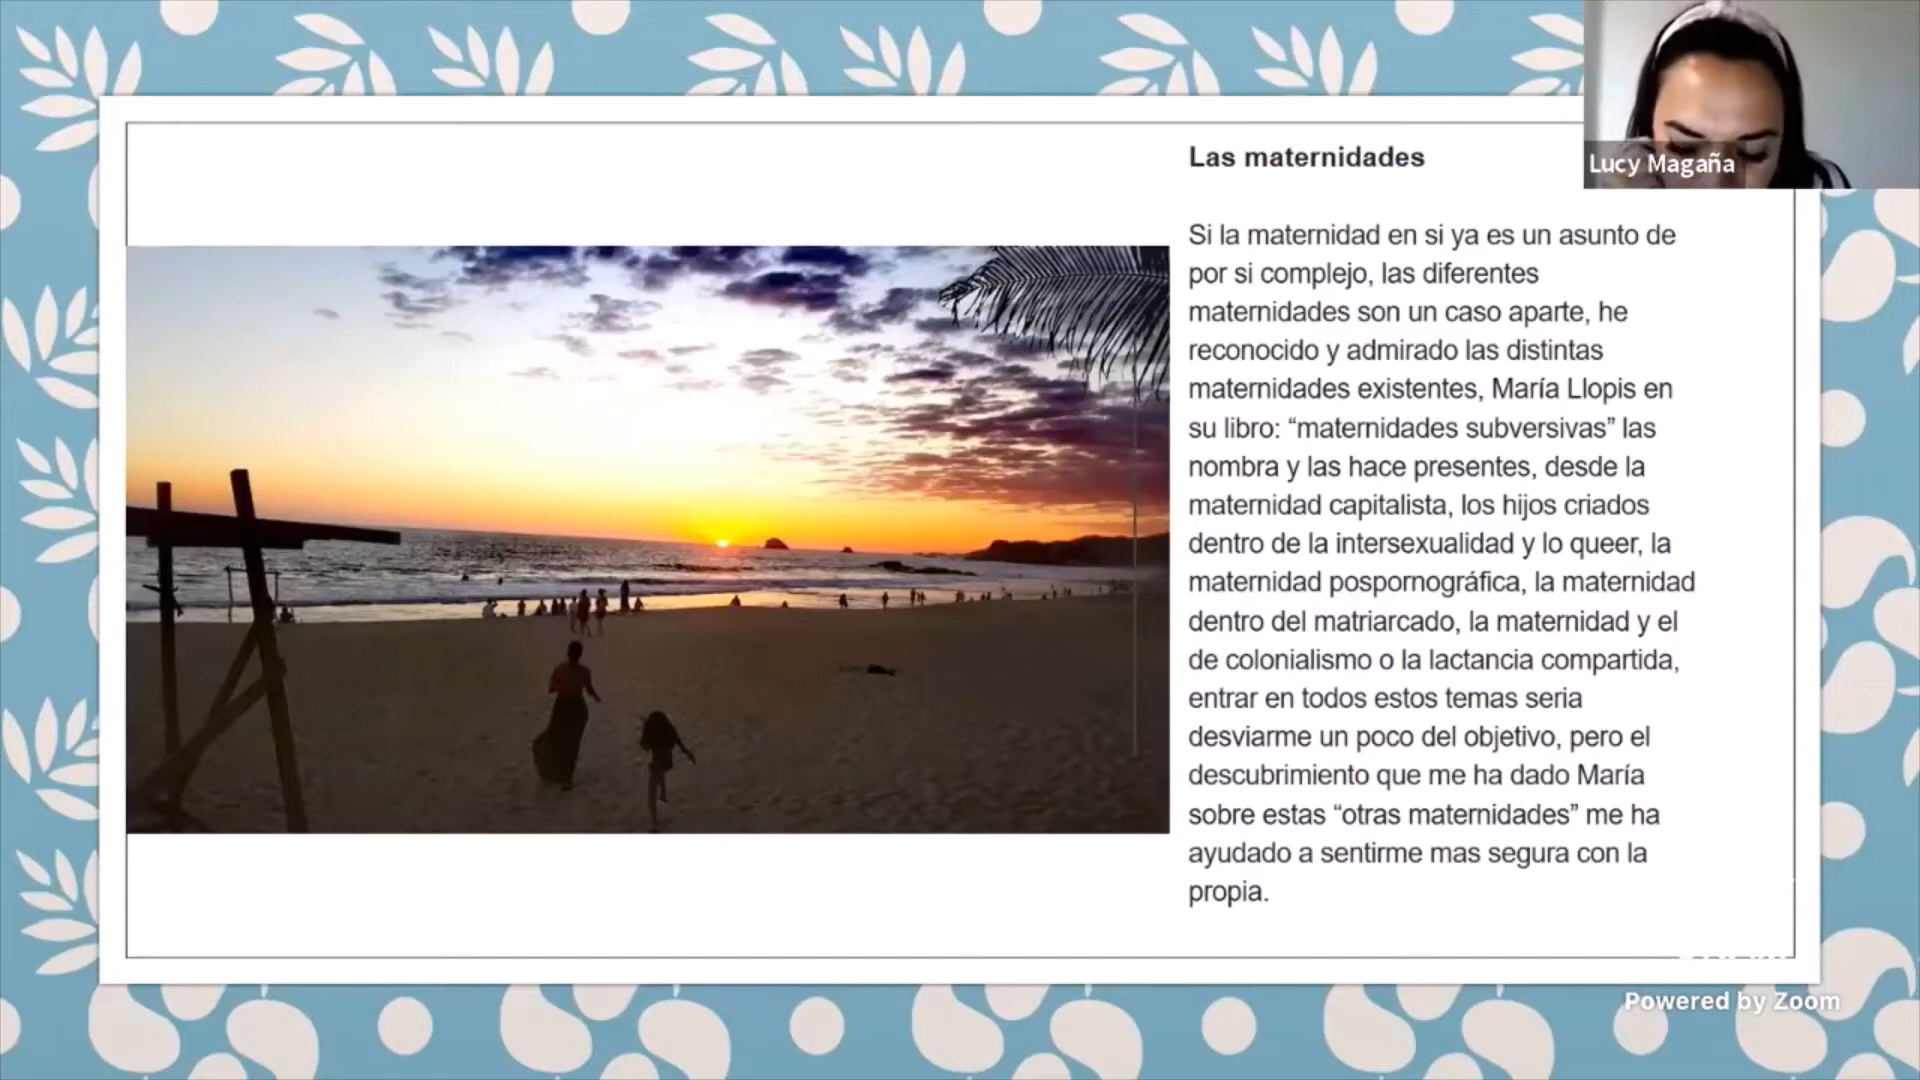 Las maternidades
Si la maternidad en si ya es un asunto de
por si complejo, las diferentes
maternidades son un caso aparte, he
reconocido y admirado las distintas
maternidades existentes, María Llopis en
su libro: “maternidades subversivas” las
nombra y las hace presentes, desde la
maternidad capitalista, los hijos criados
dentro de la intersexualidad y lo queer, la
maternidad pospornográfica, la maternidad
dentro del matriarcado, la maternidad y el
de colonialismo o la lactancia compartida,
entrar en todos estos temas seria
desviarme un poco del objetivo, pero el
descubrimiento que me ha dado María
sobre estas “otras maternidades” me ha
ayudado a sentirme mas segura con la
propia.
Lucy Magaña
Powered by Zoom